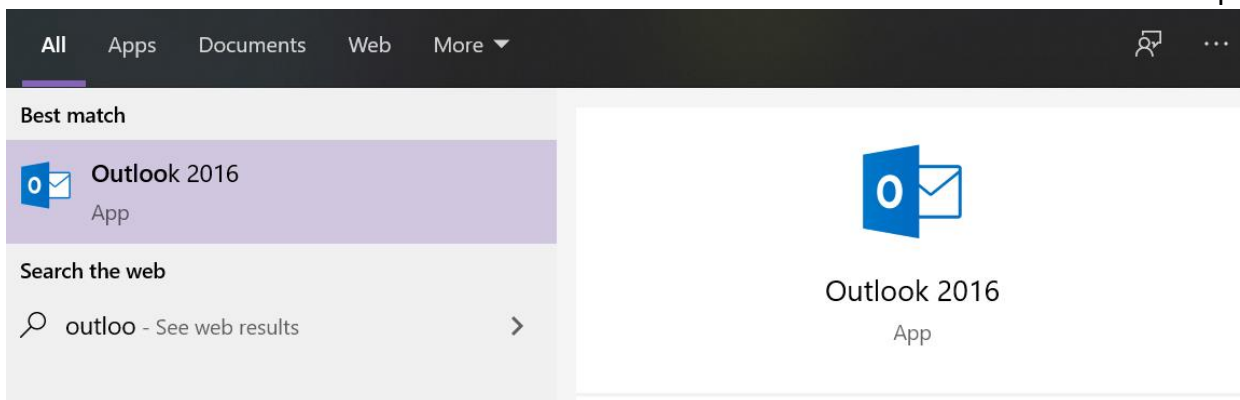 All Apps Documents Web More
Best match
Outlook 2016
App
Search the web
outloo - See web results
Outlook 2016
App